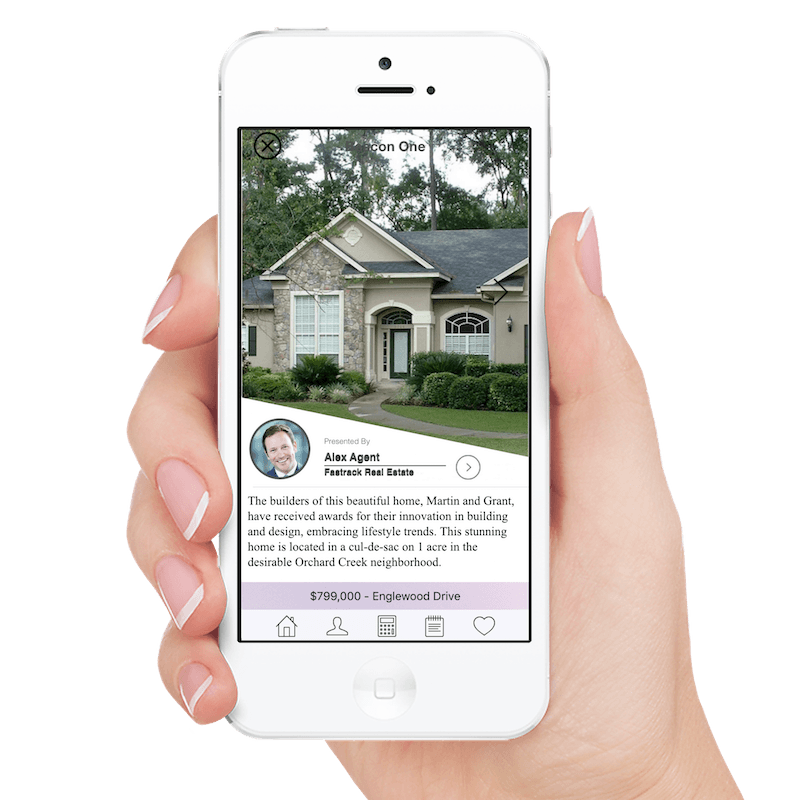 One
Presented By
Alex Agent
Fastrack Real Estate
The builders of this beautiful home, Martin and Grant,
have received awards for their innovation in building
and design, embracing lifestyle trends. This stunning
home is located in a cul-de-sac on 1 acre in the
desirable Orchard Creek neighborhood.
$799,000 - Englewood Drive